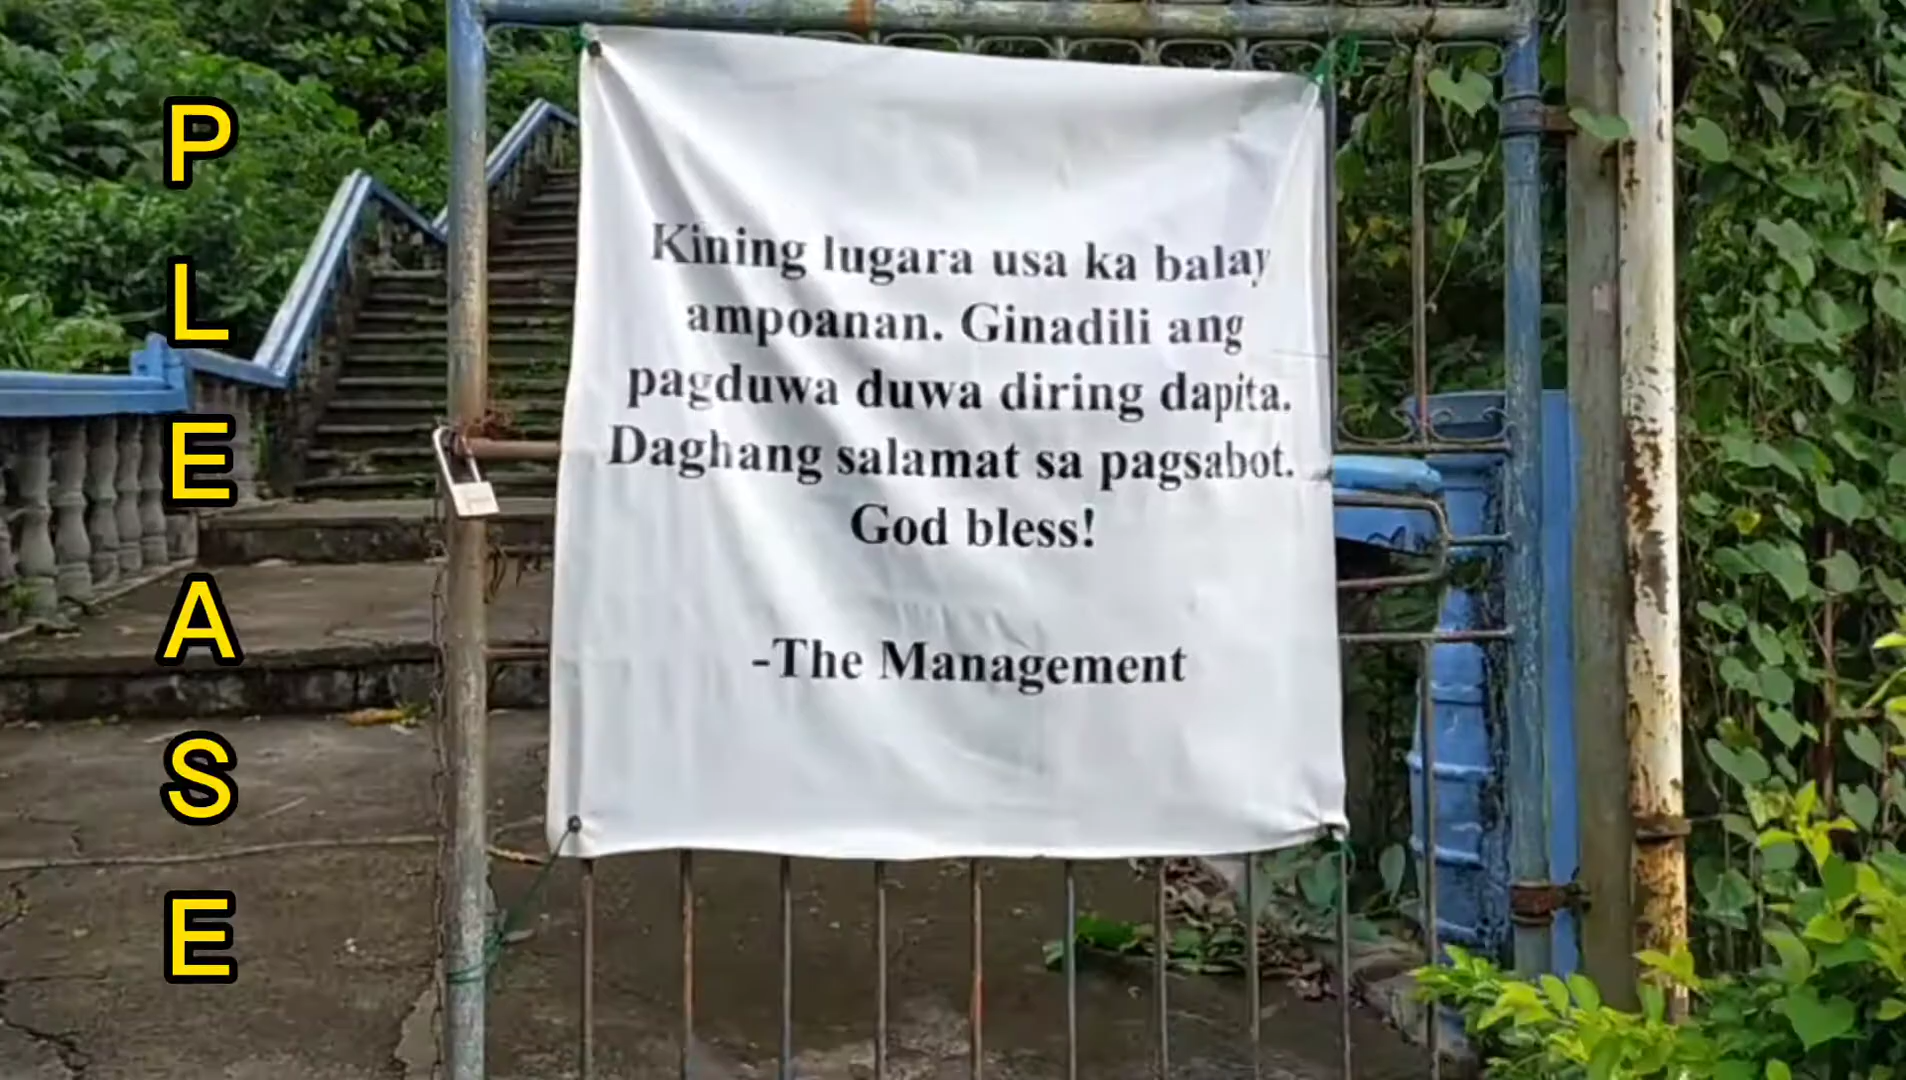 PLEASE
Kining lugara usa ka balay
ampoanan. Ginadili ang
pagduwa duwa diring dapita.
Daghang salamat sa pagsabot.
God bless!
-The Management